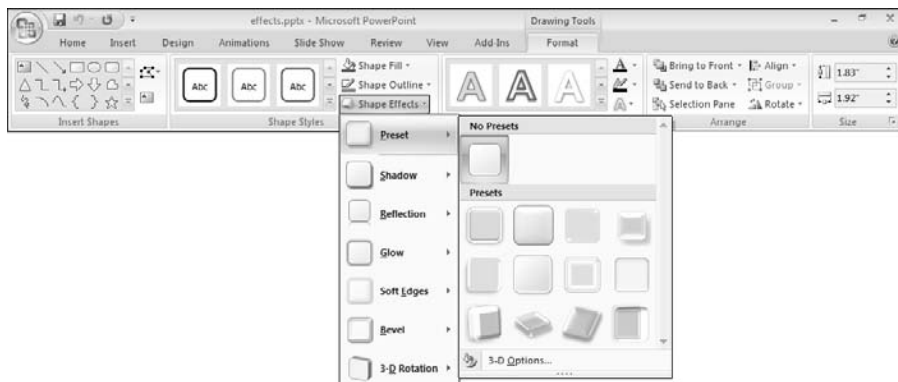 effects.pptx - Microsoft PowerPoint Drawing Tools
Home Insert Design Animations Slide Show Review View Add-Ins Format
Abc Abc Abc
Shape Fill
Shape Outline
Shape Effects
A A A
A
A
Bring to Front Align
Send to Back Group
Selection Pane Rotate
1.83"
1.92"
Insert Shapes Shape Styles Arrange Size
Preset
Shadow
Reflection
Glow
Soft Edges
Bevel
3-D Rotation
No Presets
Presets
3-D Options...